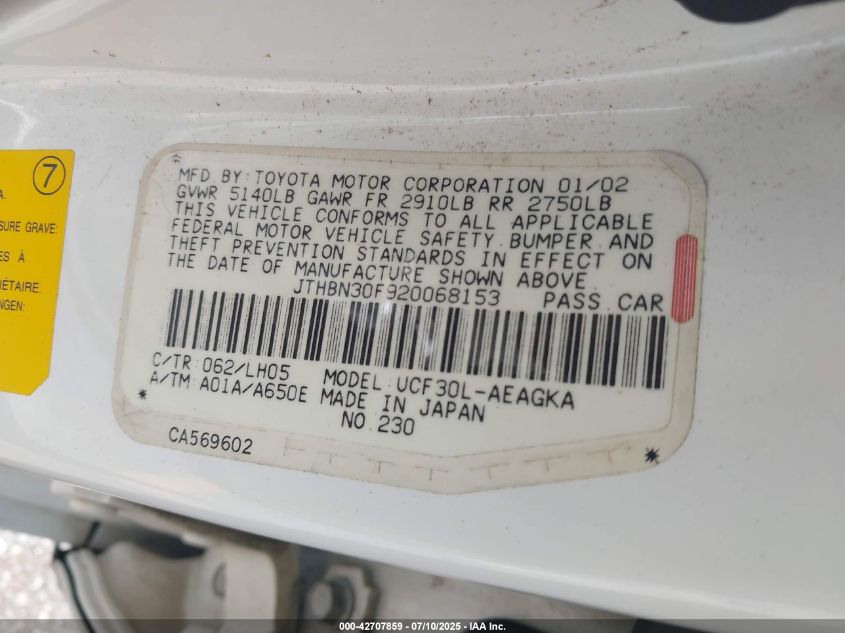 7
A.
SURE GRAVE:
ES À
IÉTAIRE.
NGEN:
MFD BY: TOYOTA MOTOR CORPORATION 01/02
GVWR 5140LB GAWR FR 2910LB RR 2750LB
THIS VEHICLE CONFORMS TO ALL APPLICABLE
FEDERAL MOTOR VEHICLE SAFETY, BUMPER, AND
THEFT PREVENTION STANDARDS IN EFFECT ON
THE DATE OF MANUFACTURE SHOWN ABOVE.
JTHBN30F920068153 PASS. CAR
C/TR: 062/LH05 MODEL: UCF30L-AEAGKA
A/TM: A01A/A650E MADE IN JAPAN
NO. 230
CA569602
000-42707859 - 07/10/2025 - IAA Inc.